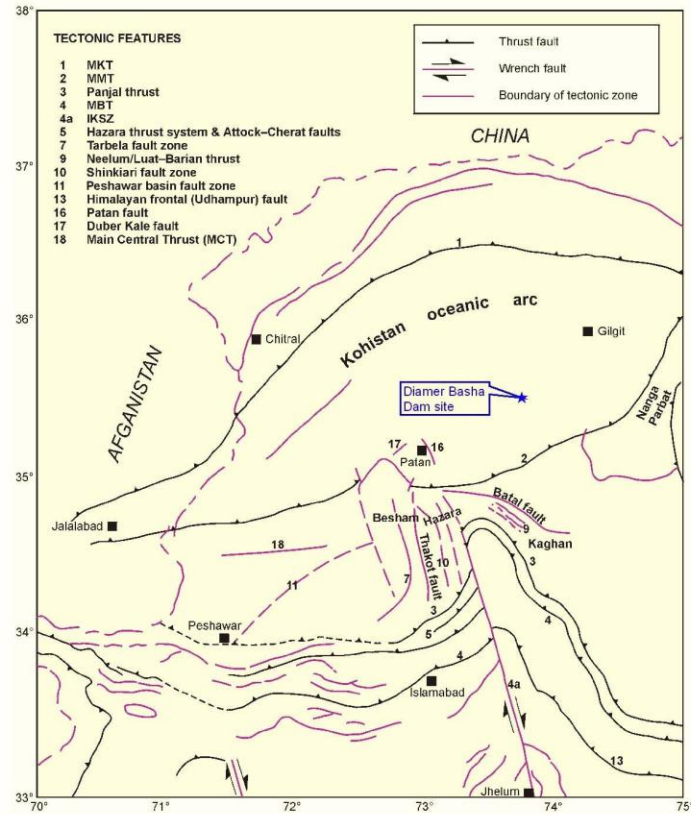 TECTONIC FEATURES
1 MKT
2 MMT
3 Panjal thrust
4 MBT
4a IKSZ
5 Hazara thrust system & Attock–Cherat faults
7 Tarbela fault zone
9 Neelum/Luat–Barian thrust
10 Shinkiari fault zone
11 Peshawar basin fault zone
13 Himalayan frontal (Udhampur) fault
16 Patan fault
17 Duber Kale fault
18 Main Central Thrust (MCT)
Thrust fault
Wrench fault
Boundary of tectonic zone
38°
37°
36°
35°
34°
33°
70°
71°
72°
73°
74°
75°
CHINA
1
Kohistan oceanic arc
Chitral
Gilgit
AFGANISTAN
Diamer Basha
Dam site
Nanga
Parbat
17
16
Patan
2
Batal fault
Jalalabad
Besham
Hazara
9
Kaghan
18
Thakot fault
10
3
11
7
4
3
Peshawar
5
4
Islamabad
4a
13
Jhelum